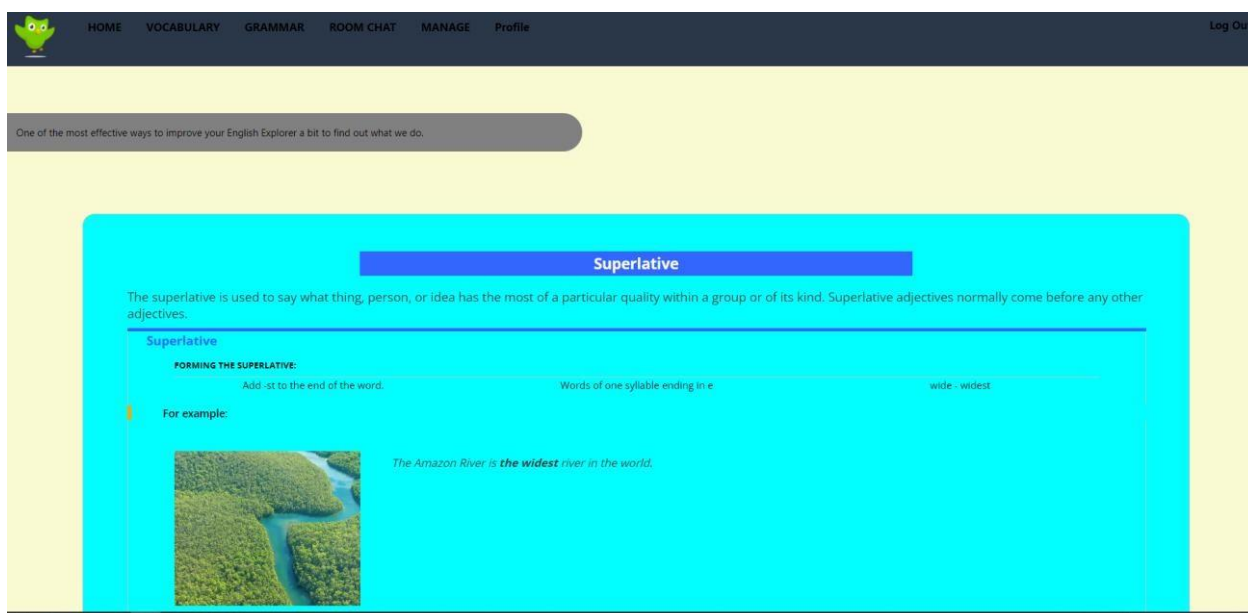 HOME VOCABULARY GRAMMAR ROOM CHAT MANAGE Profile Log Ou
One of the most effective ways to improve your English Explorer a bit to find out what we do.
Superlative
The superlative is used to say what thing, person, or idea has the most of a particular quality within a group or of its kind. Superlative adjectives normally come before any other
adjectives.
Superlative
FORMING THE SUPERLATIVE:
Add -st to the end of the word. Words of one syllable ending in e wide - widest
For example:
The Amazon River is the widest river in the world.